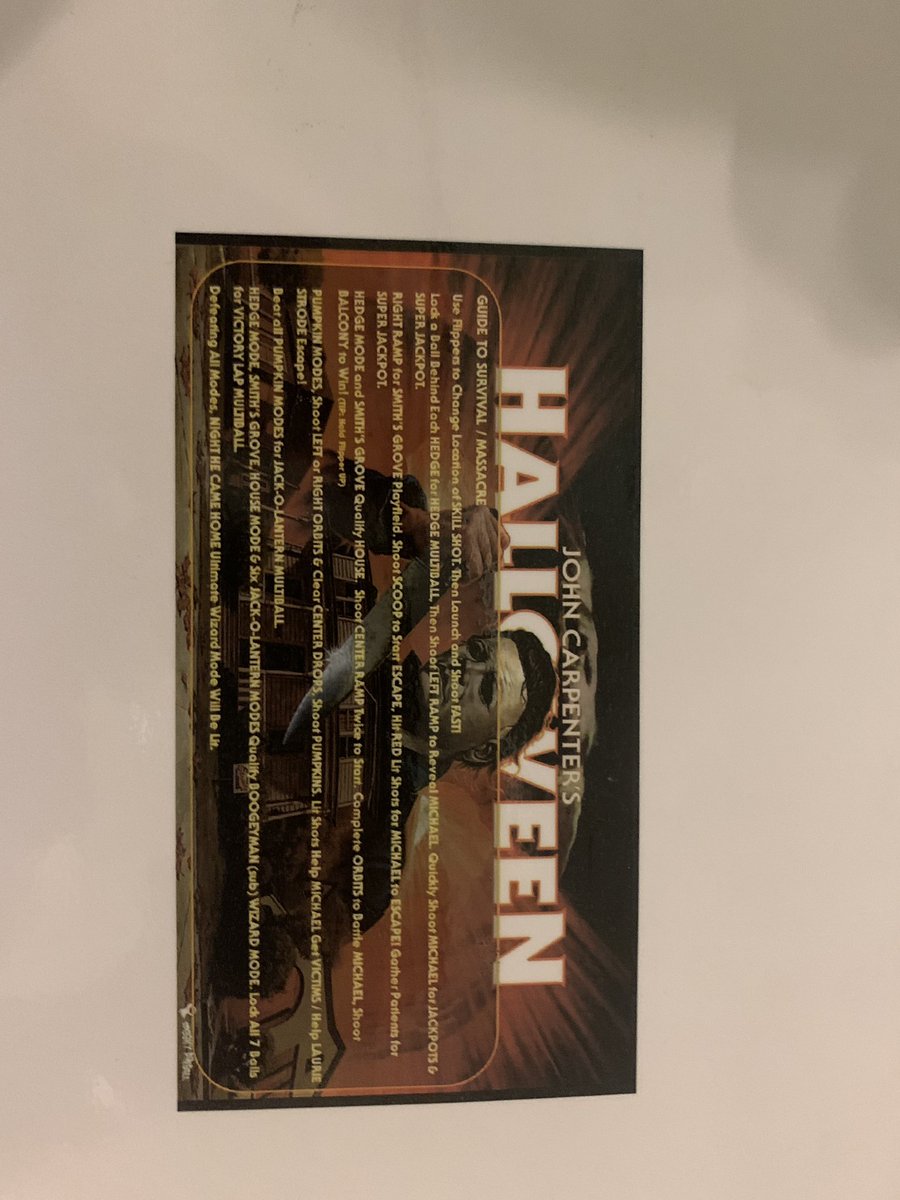 JOHN CARPENTER'S
HALLOWEEN
GUIDE TO SURVIVAL / MASSACRE
Use Flippers to Change Location of SKILL SHOT. Then Launch and Shoot FAST!
Lock a Ball Behind Each HEDGE for HEDGE MULTIBALL, Then Shoot LEFT RAMP to Reveal MICHAEL. Quickly Shoot MICHAEL for JACKPOTS &
SUPER JACKPOT.
RIGHT RAMP for SMITH'S GROVE Playfield. Shoot SCOOP to Start ESCAPE, Hit RED Lit Shots for MICHAEL to ESCAPE! Gather Patients for
SUPER JACKPOT.
HEDGE MODE and SMITH'S GROVE Qualify HOUSE. Shoot CENTER RAMP Twice to Start. Complete ORBITS to Battle MICHAEL, Shoot
BALCONY to Win! (TIP: Hold Flipper UP)
PUMPKIN MODES, Shoot LEFT or RIGHT ORBITS & Clear CENTER DROPS, Shoot PUMPKINS. Lit Shots Help MICHAEL Get VICTIMS / Help LAURIE
STRODE Escape!
Beat all PUMPKIN MODES for JACK-O-LANTERN MULTIBALL
HEDGE MODE, SMITH'S GROVE, HOUSE MODE & Six JACK-O-LANTERN MODES Qualify BOOGEYMAN (sub) WIZARD MODE. Lock All 7 Balls
for VICTORY LAP MULTIBALL
Defeating All Modes, NIGHT HE CAME HOME Ultimate Wizard Mode Will Be Lit.
SPOOKY PINBALL